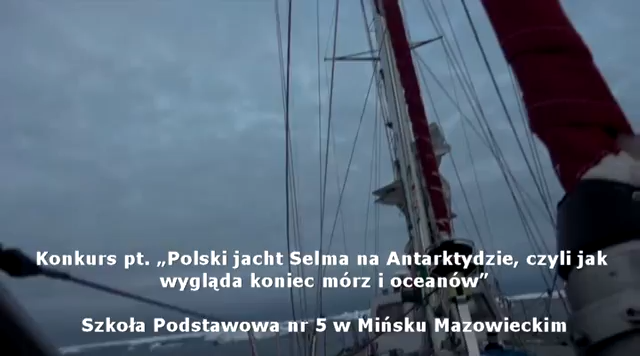 Konkurs pt. „Polski jacht Selma na Antarktydzie, czyli jak
wygląda koniec mórz i oceanów”
Szkoła Podstawowa nr 5 w Mińsku Mazowieckim